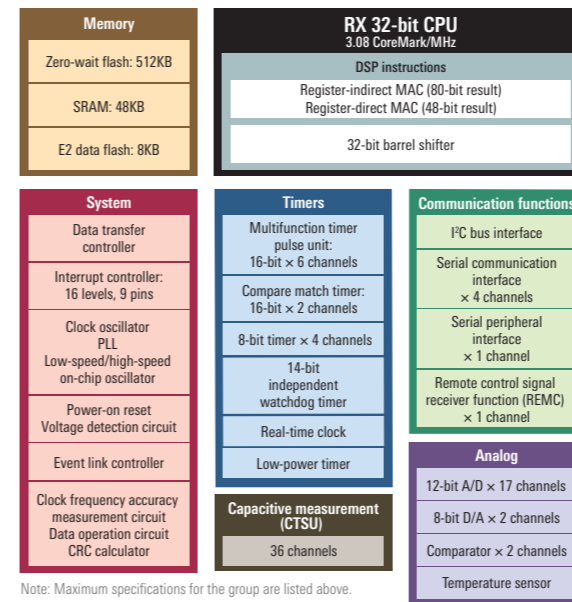 Memory
Zero-wait flash: 512KB
SRAM: 48KB
E2 data flash: 8KB
RX 32-bit CPU
3.08 CoreMark/MHz
DSP instructions
Register-indirect MAC (80-bit result)
Register-direct MAC (48-bit result)
32-bit barrel shifter
System
Data transfer
controller
Interrupt controller:
16 levels, 9 pins
Clock oscillator
PLL
Low-speed/high-speed
on-chip oscillator
Power-on reset
Voltage detection circuit
Event link controller
Clock frequency accuracy
measurement circuit
Data operation circuit
CRC calculator
Timers
Multifunction timer
pulse unit:
16-bit × 6 channels
Compare match timer:
16-bit × 2 channels
8-bit timer × 4 channels
14-bit
independent
watchdog timer
Real-time clock
Low-power timer
Capacitive measurement
(CTSU)
36 channels
Communication functions
I²C bus interface
Serial communication
interface
× 4 channels
Serial peripheral
interface
× 1 channel
Remote control signal
receiver function (REMC)
× 1 channel
Analog
12-bit A/D × 17 channels
8-bit D/A × 2 channels
Comparator × 2 channels
Temperature sensor
Note: Maximum specifications for the group are listed above.